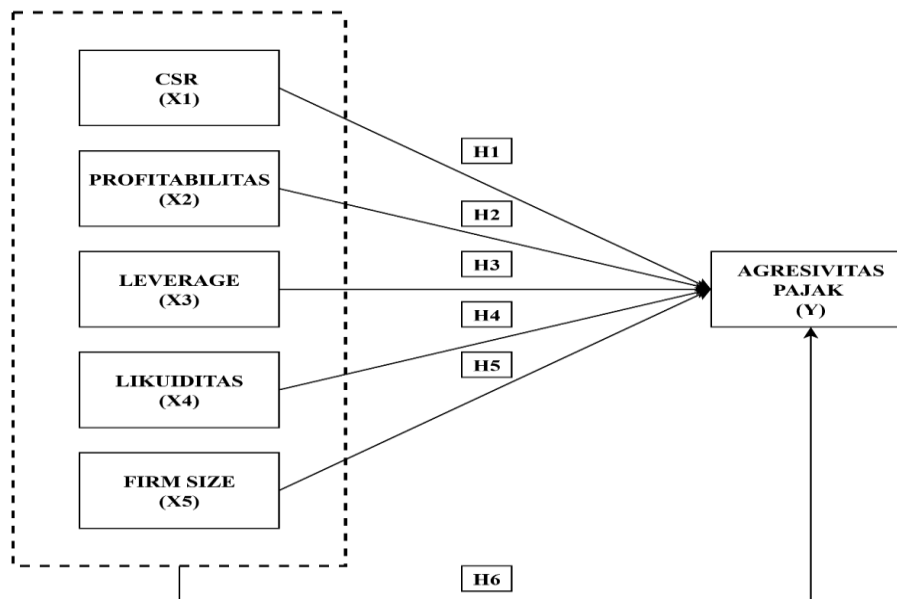 CSR
(X1)
PROFITABILITAS
(X2)
LEVERAGE
(X3)
LIKUIDITAS
(X4)
FIRM SIZE
(X5)
H1
H2
H3
H4
H5
AGRESIVITAS
PAJAK
(Y)
H6